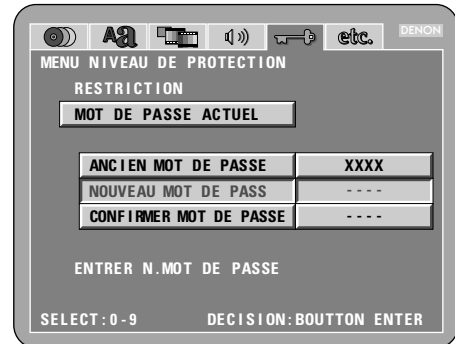 Aa etc. DENON
MENU NIVEAU DE PROTECTION
RESTRICTION
MOT DE PASSE ACTUEL
ANCIEN MOT DE PASSE XXXX
NOUVEAU MOT DE PASS ----
CONFIRMER MOT DE PASSE ----
ENTRER N.MOT DE PASSE
SELECT:0-9 DECISION:BOUTTON ENTER